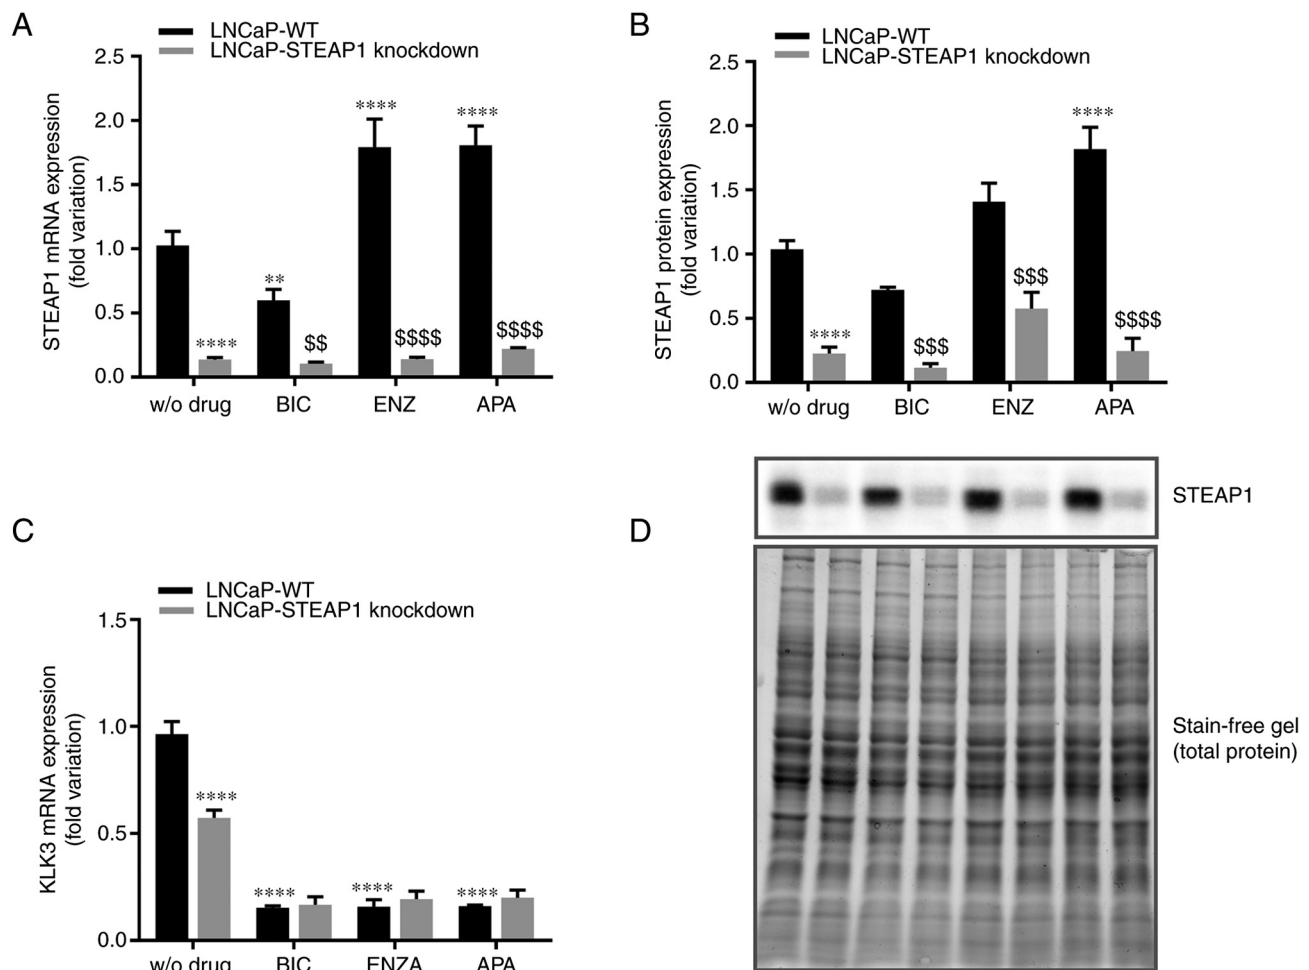 A
LNCaP-WT
LNCaP-STEAP1 knockdown
STEAP1 mRNA expression
(fold variation)
2.5
2.0
1.5
1.0
0.5
0.0
****
**
$$
****
$$$$
****
$$$$
w/o drug BIC ENZ APA
B
LNCaP-WT
LNCaP-STEAP1 knockdown
STEAP1 protein expression
(fold variation)
2.5
2.0
1.5
1.0
0.5
0.0
****
$$$
$$$
****
$$$$
w/o drug BIC ENZ APA
C
LNCaP-WT
LNCaP-STEAP1 knockdown
KLK3 mRNA expression
(fold variation)
1.5
1.0
0.5
0.0
****
****
****
****
w/o drug BIC ENZA APA
D
STEAP1
Stain-free gel
(total protein)